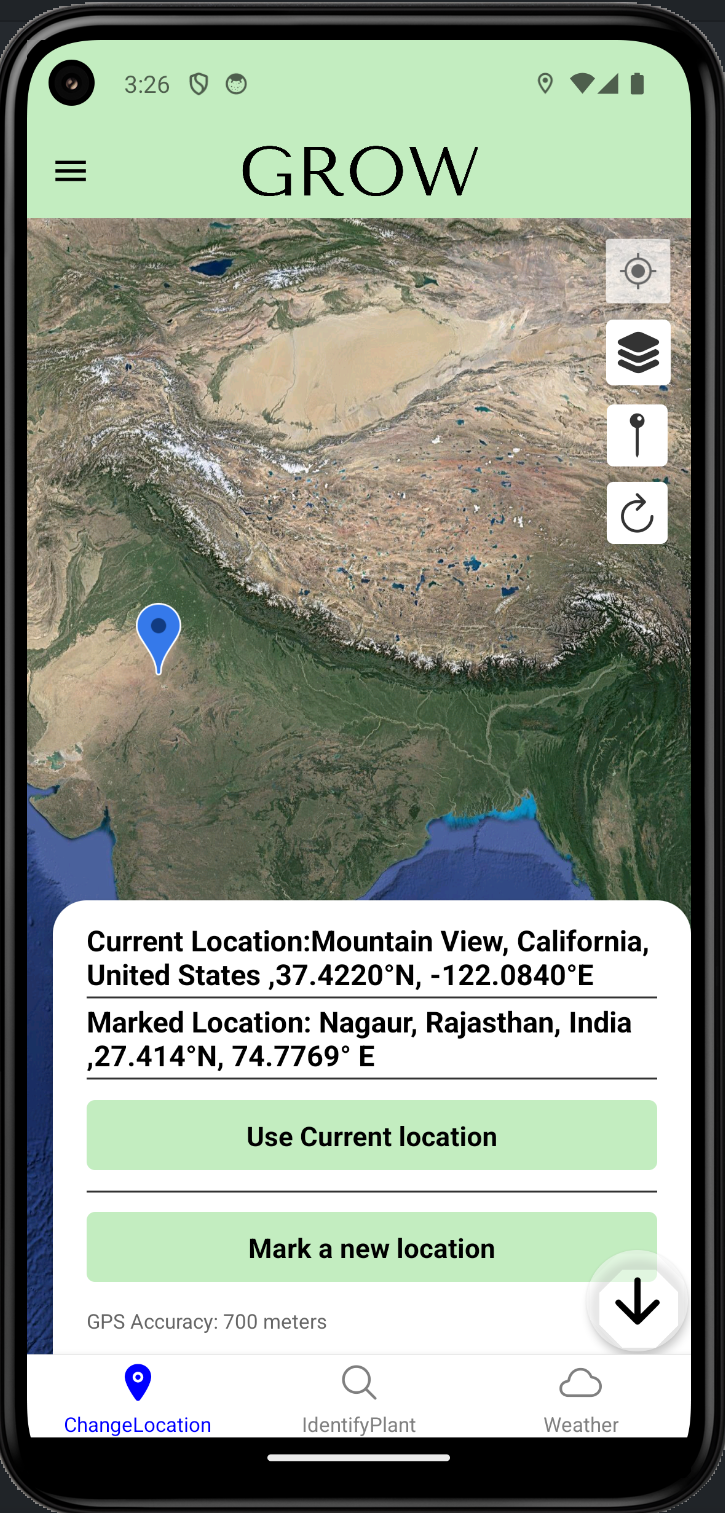 3:26
GROW
Current Location:Mountain View, California,
United States ,37.4220°N, -122.0840°E
Marked Location: Nagaur, Rajasthan, India
,27.414°N, 74.7769° E
Use Current location
Mark a new location
GPS Accuracy: 700 meters
ChangeLocation
IdentifyPlant
Weather